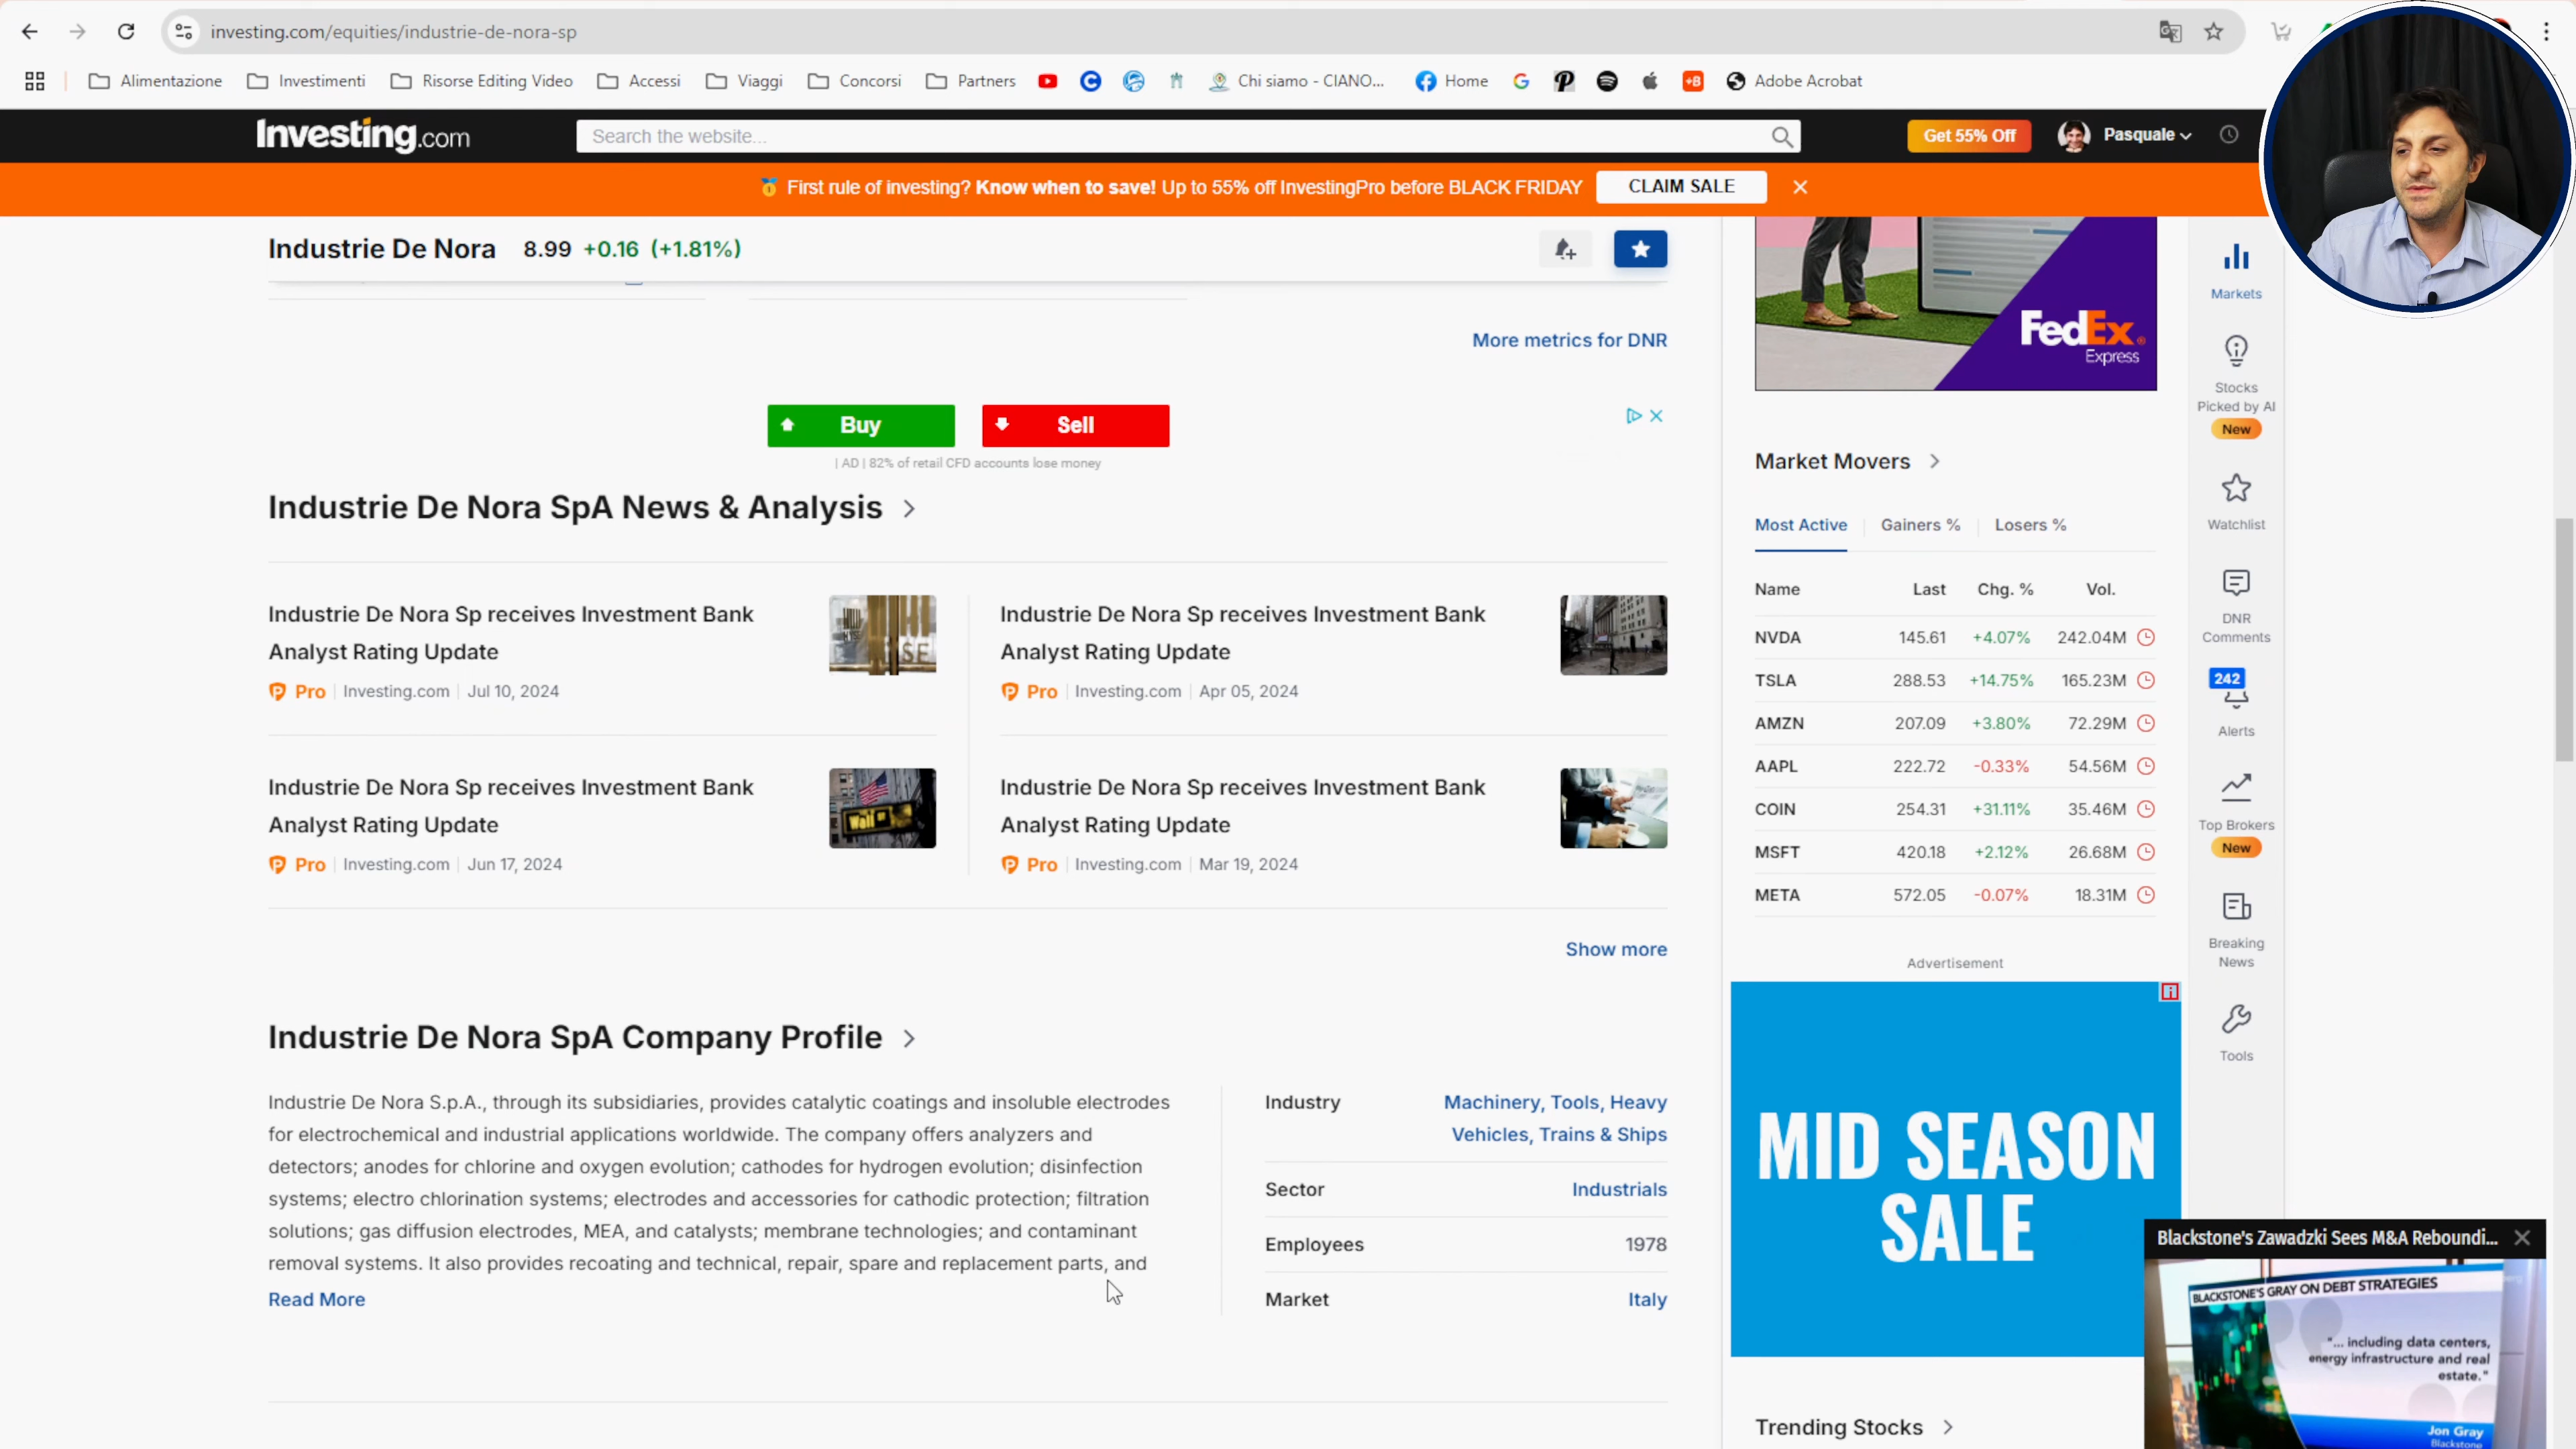 investing.com/equities/industrie-de-nora-sp
Alimentazione
Investimenti
Risorse Editing Video
Accessi
Viaggi
Concorsi
Partners
Chi siamo - CIANO...
Home
Adobe Acrobat
Investing.com
Search the website...
Get 55% Off
Pasquale
First rule of investing? Know when to save! Up to 55% off InvestingPro before BLACK FRIDAY
CLAIM SALE
Industrie De Nora 8.99 +0.16 (+1.81%)
More metrics for DNR
Buy
Sell
| AD | 82% of retail CFD accounts lose money
Industrie De Nora SpA News & Analysis
Industrie De Nora Sp receives Investment Bank
Analyst Rating Update
Pro | Investing.com | Jul 10, 2024
Industrie De Nora Sp receives Investment Bank
Analyst Rating Update
Pro | Investing.com | Apr 05, 2024
Industrie De Nora Sp receives Investment Bank
Analyst Rating Update
Pro | Investing.com | Jun 17, 2024
Industrie De Nora Sp receives Investment Bank
Analyst Rating Update
Pro | Investing.com | Mar 19, 2024
Show more
Industrie De Nora SpA Company Profile
Industrie De Nora S.p.A., through its subsidiaries, provides catalytic coatings and insoluble electrodes
for electrochemical and industrial applications worldwide. The company offers analyzers and
detectors; anodes for chlorine and oxygen evolution; cathodes for hydrogen evolution; disinfection
systems; electro chlorination systems; electrodes and accessories for cathodic protection; filtration
solutions; gas diffusion electrodes, MEA, and catalysts; membrane technologies; and contaminant
removal systems. It also provides recoating and technical, repair, spare and replacement parts, and
Read More
Industry Machinery, Tools, Heavy
Vehicles, Trains & Ships
Sector Industrials
Employees 1978
Market Italy
FedEx
Express
Market Movers
Most Active Gainers % Losers %
Name Last Chg. % Vol.
NVDA 145.61 +4.07% 242.04M
TSLA 288.53 +14.75% 165.23M
AMZN 207.09 +3.80% 72.29M
AAPL 222.72 -0.33% 54.56M
COIN 254.31 +31.11% 35.46M
MSFT 420.18 +2.12% 26.68M
META 572.05 -0.07% 18.31M
Advertisement
MID SEASON
SALE
Trending Stocks
Markets
Stocks
Picked by AI
New
Watchlist
DNR
Comments
242
Alerts
Top Brokers
New
Breaking
News
Tools
Blackstone's Zawadzki Sees M&A Reboundi...
BLACKSTONE'S GRAY ON DEBT STRATEGIES
"... including data centers,
energy infrastructure and real
estate."
Jon Gray
Blackstone